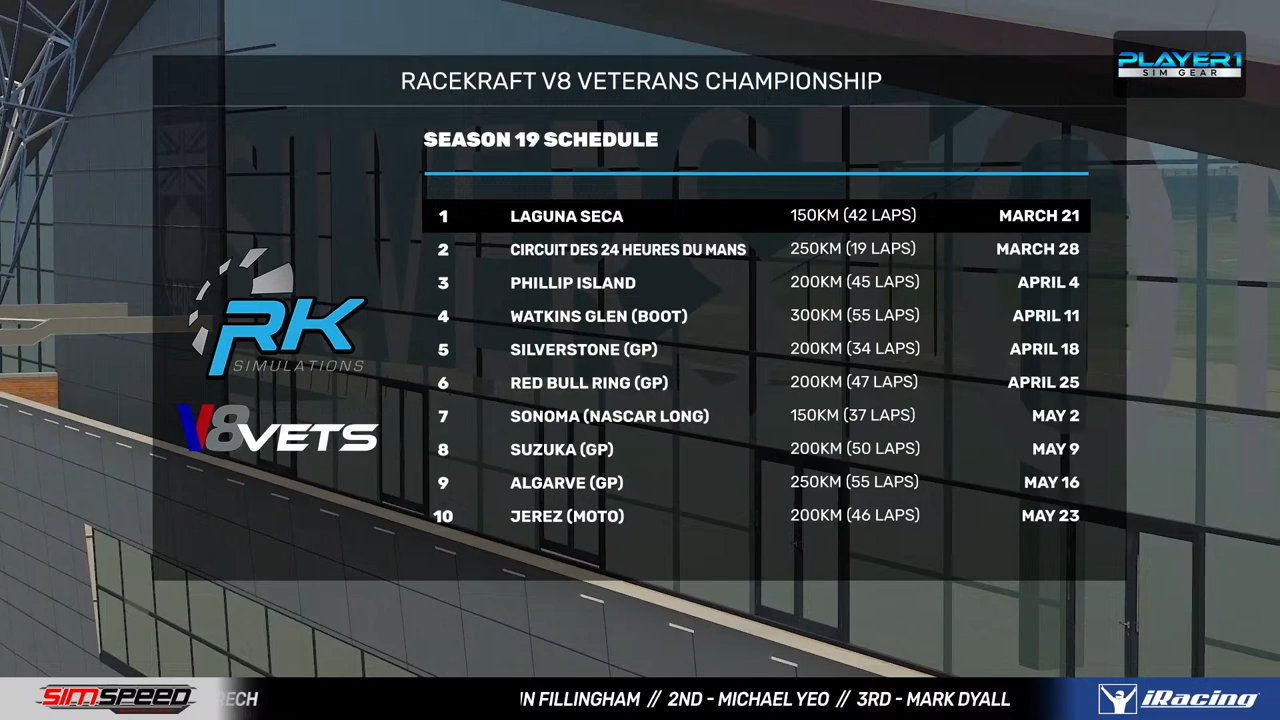 PLAYER1
SIM GEAR
RACEKRAFT V8 VETERANS CHAMPIONSHIP
SEASON 19 SCHEDULE
1 LAGUNA SECA 150KM (42 LAPS) MARCH 21
2 CIRCUIT DES 24 HEURES DU MANS 250KM (19 LAPS) MARCH 28
3 PHILLIP ISLAND 200KM (45 LAPS) APRIL 4
4 WATKINS GLEN (BOOT) 300KM (55 LAPS) APRIL 11
5 SILVERSTONE (GP) 200KM (34 LAPS) APRIL 18
6 RED BULL RING (GP) 200KM (47 LAPS) APRIL 25
7 SONOMA (NASCAR LONG) 150KM (37 LAPS) MAY 2
8 SUZUKA (GP) 200KM (50 LAPS) MAY 9
9 ALGARVE (GP) 250KM (55 LAPS) MAY 16
10 JEREZ (MOTO) 200KM (46 LAPS) MAY 23
RK
SIMULATIONS
V8VETS
SIMSPEED RECH FILLINGHAM // 2ND - MICHAEL YEO // 3RD - MARK DYALL iRacing